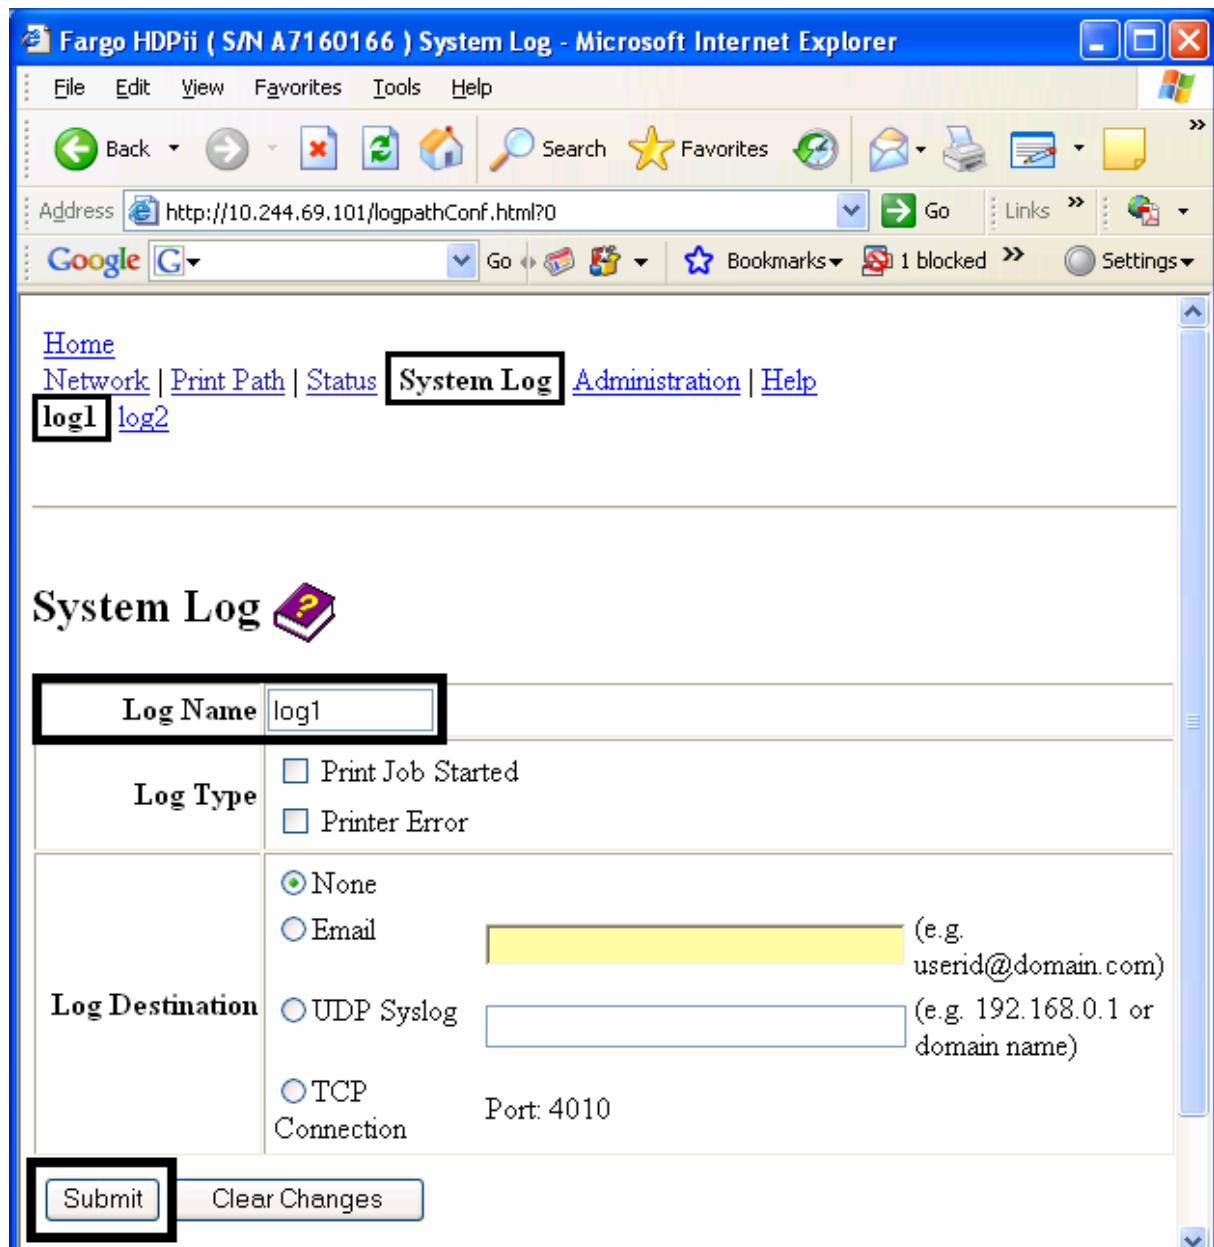 Fargo HDPii ( S/N A7160166 ) System Log - Microsoft Internet Explorer
File Edit View Favorites Tools Help
Back Search Favorites »
Address http://10.244.69.101/logpathConf.html?0 Go Links »
Google G Go Bookmarks 1 blocked » Settings
Home
Network | Print Path | Status System Log Administration | Help
log1 log2
System Log ?
Log Name log1
Log Type Print Job Started
Printer Error
Log Destination
None
Email (e.g. userid@domain.com)
UDP Syslog (e.g. 192.168.0.1 or domain name)
TCP Connection Port: 4010
Submit Clear Changes